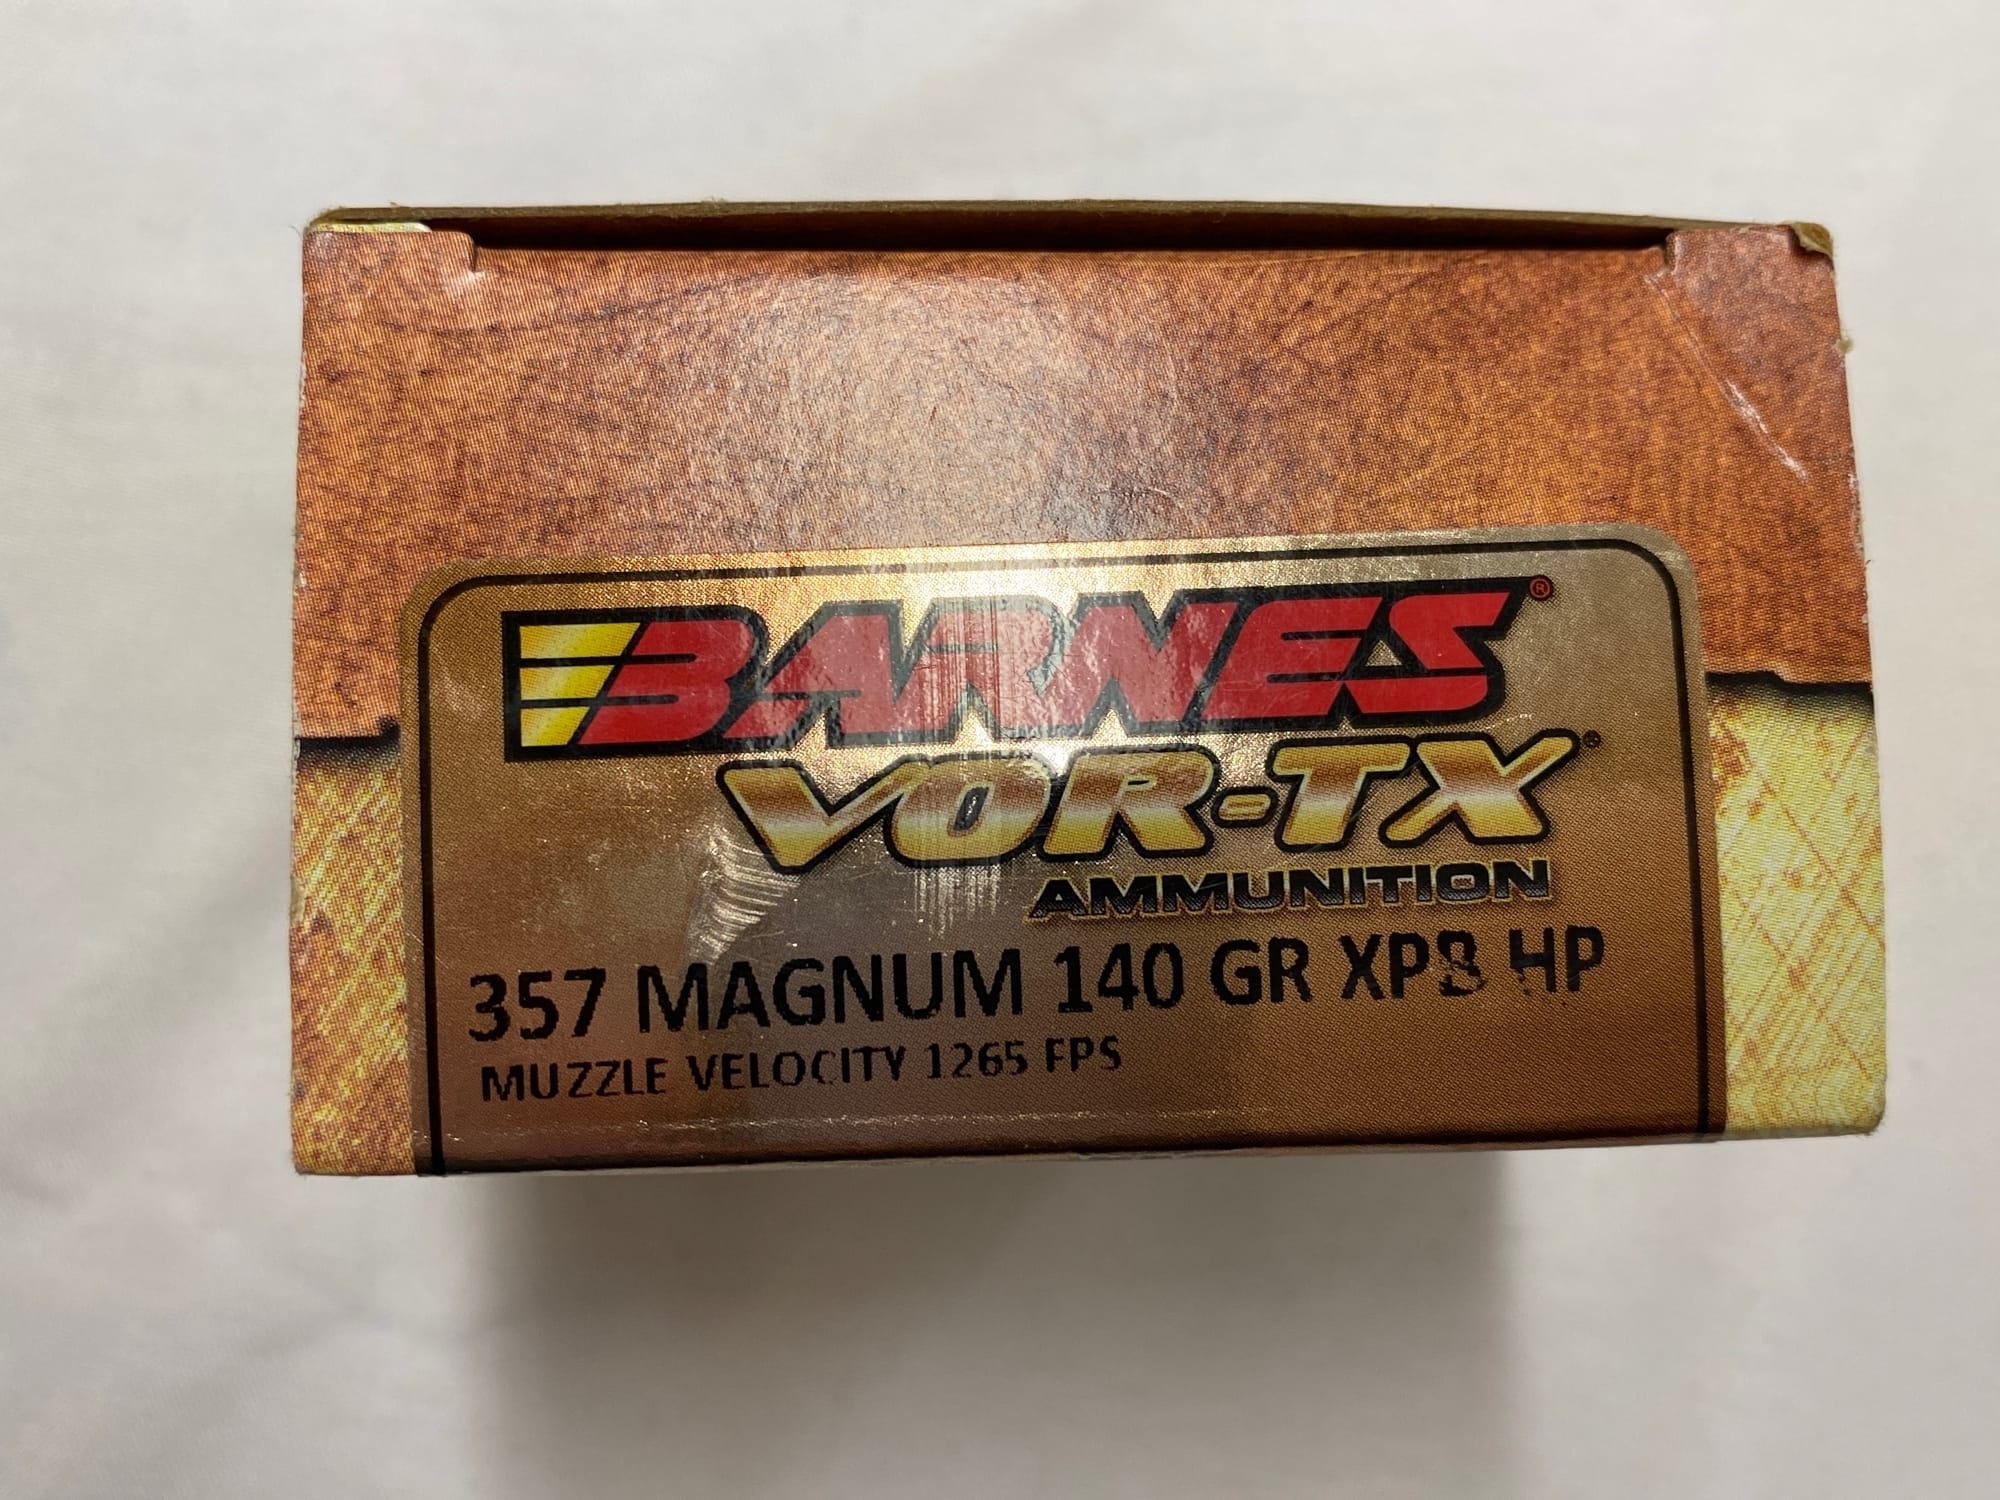 BARNES®
VOR-TX®
AMMUNITION
357 MAGNUM 140 GR XPB HP
MUZZLE VELOCITY 1265 FPS